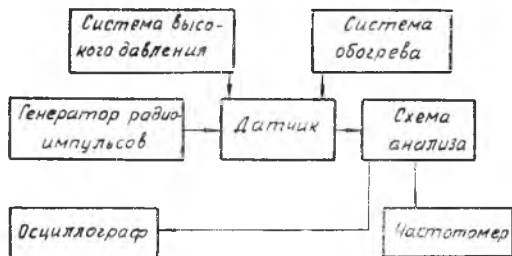 Система высо-
кого давления
Система
обогрева
Генератор радио-
импульсов
Датчик
Схема
анализа
Осциллограф
Частотомер